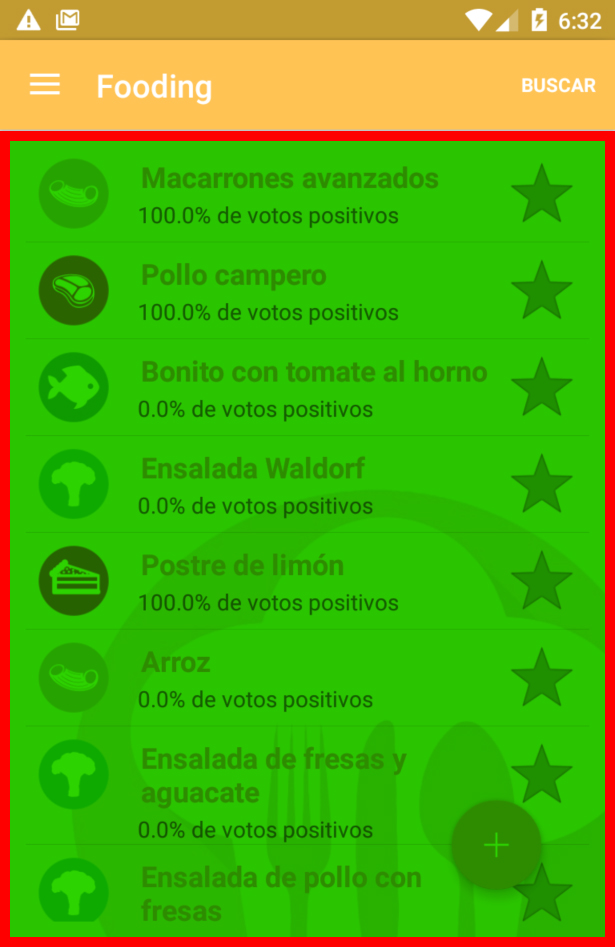 6:32
Fooding
BUSCAR
Macarrones avanzados
100.0% de votos positivos
Pollo campero
100.0% de votos positivos
Bonito con tomate al horno
0.0% de votos positivos
Ensalada Waldorf
0.0% de votos positivos
Postre de limón
100.0% de votos positivos
Arroz
0.0% de votos positivos
Ensalada de fresas y
aguacate
0.0% de votos positivos
Ensalada de pollo con
fresas